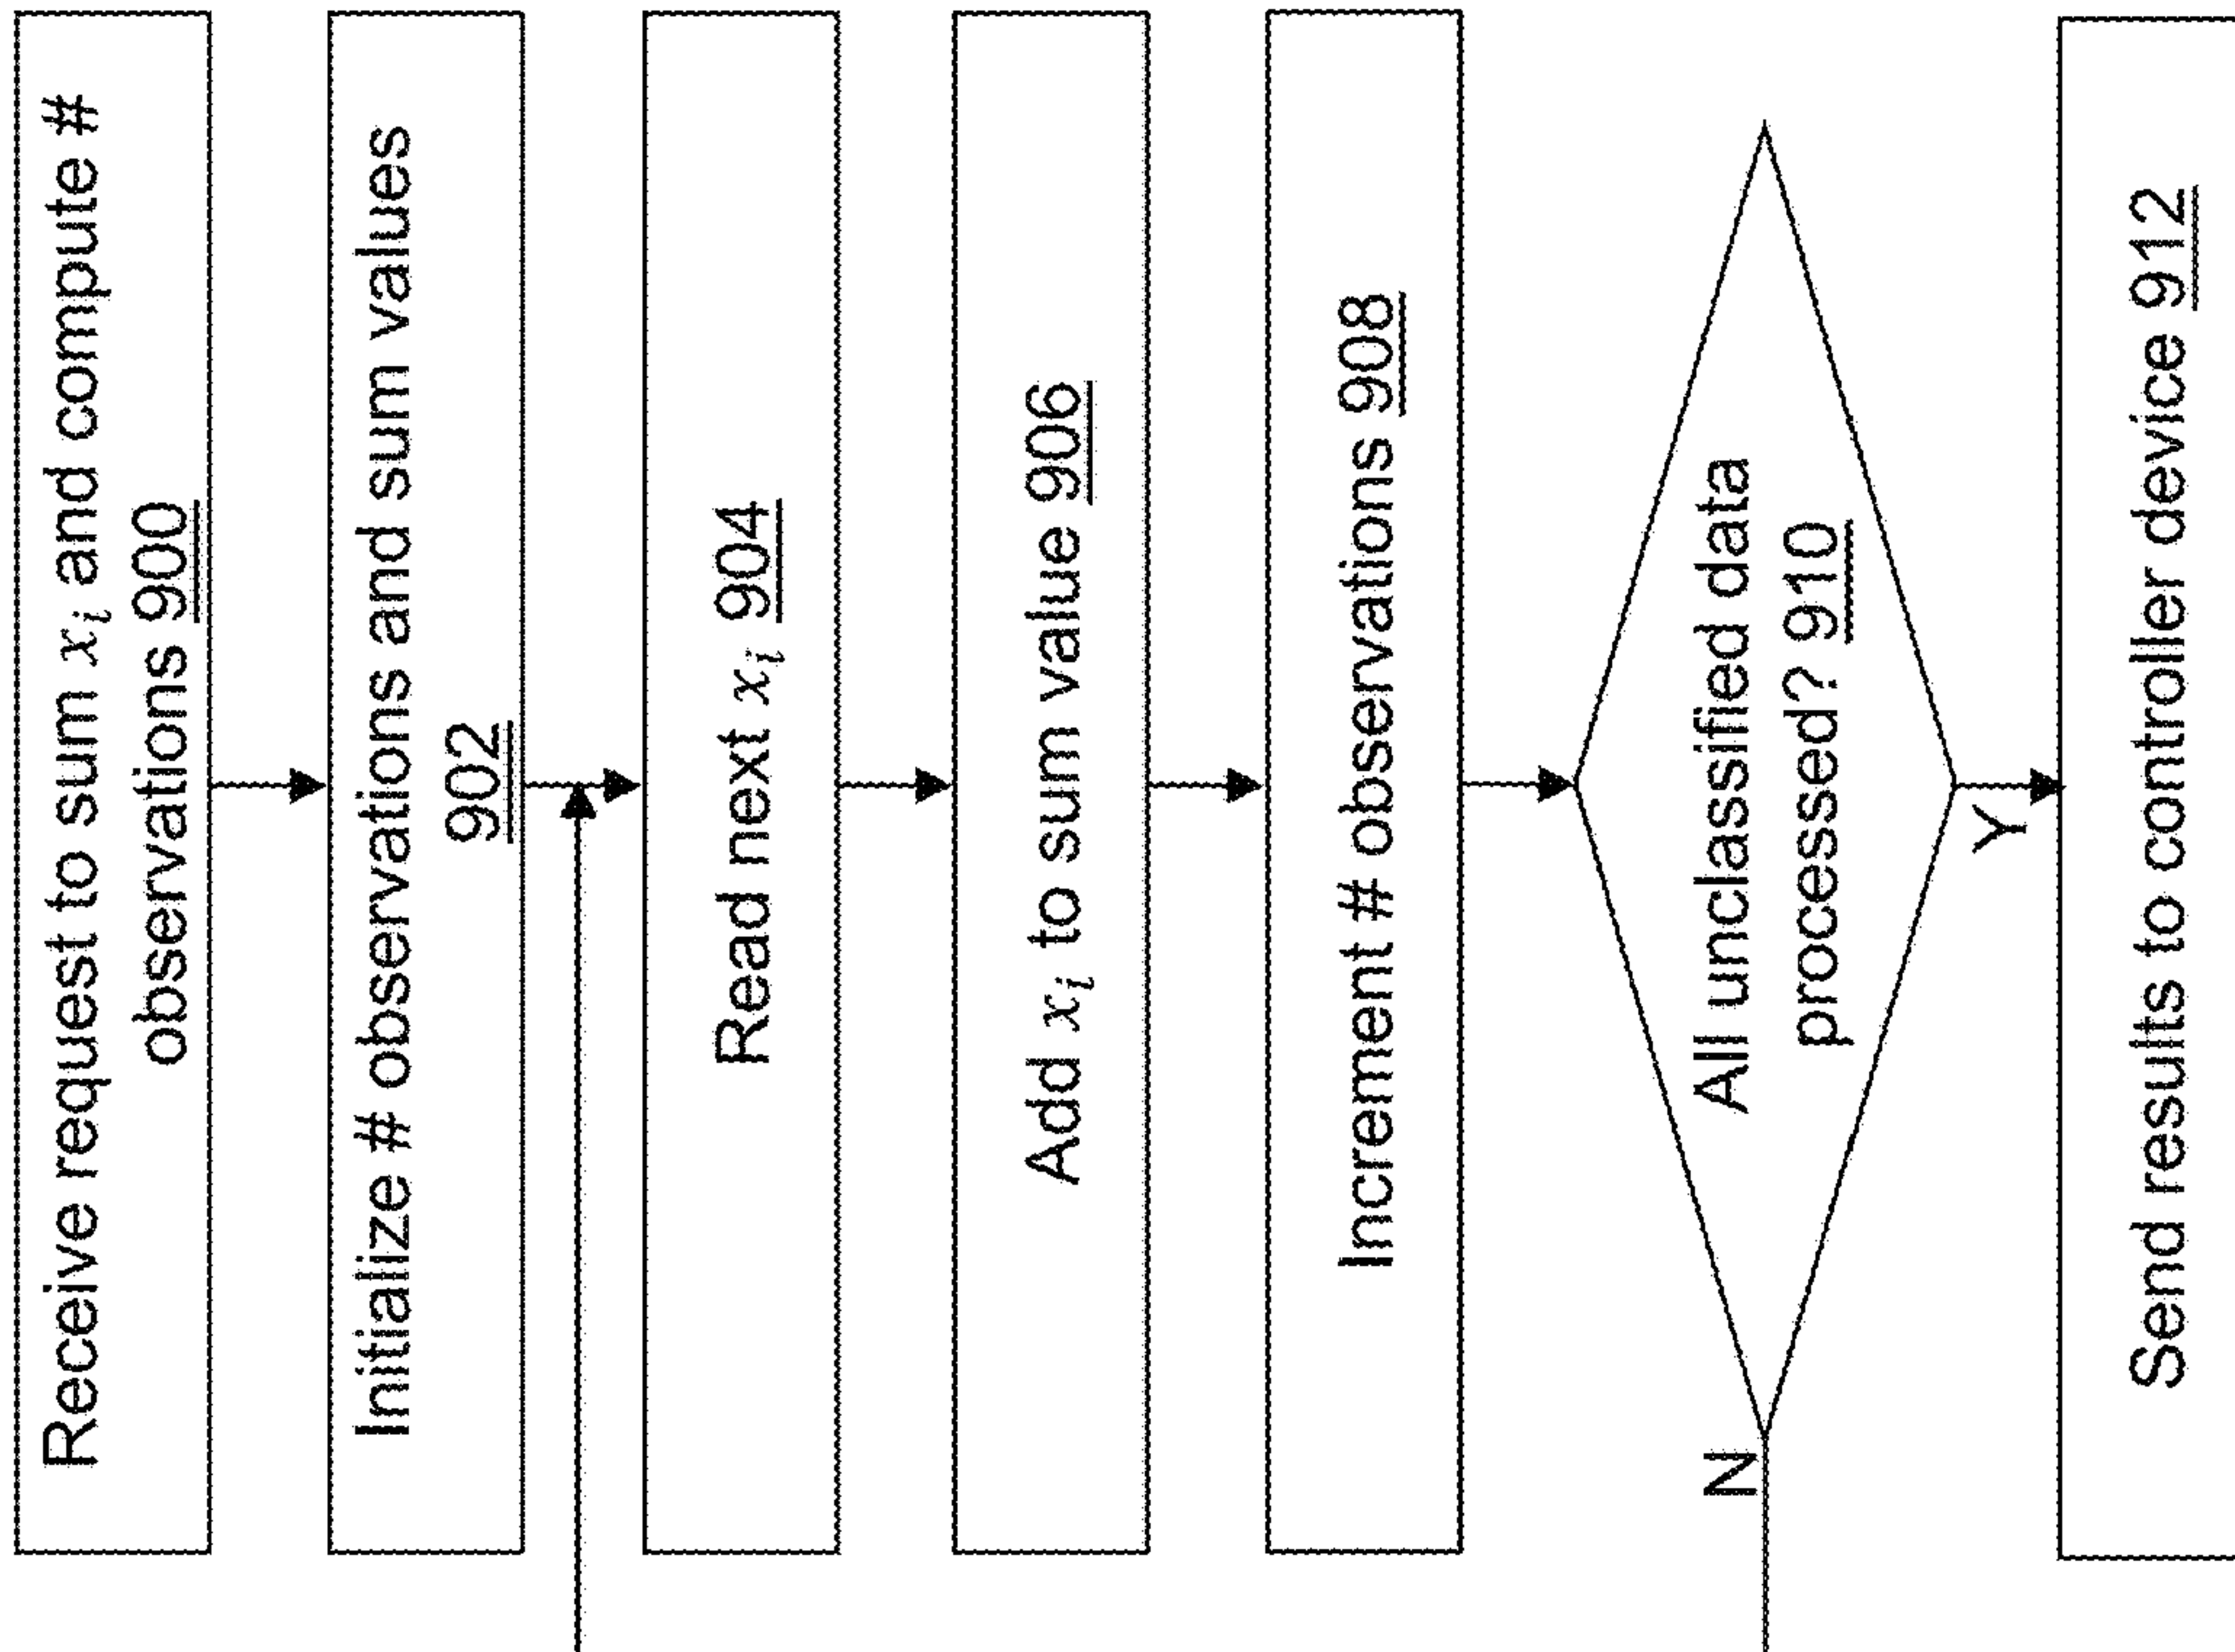 Receive request to sum xᵢ and compute #
observations 900
Initialize # observations and sum values
902
Read next xᵢ 904
Add xᵢ to sum value 906
Increment # observations 908
All unclassified data
processed? 910
N
Y
Send results to controller device 912